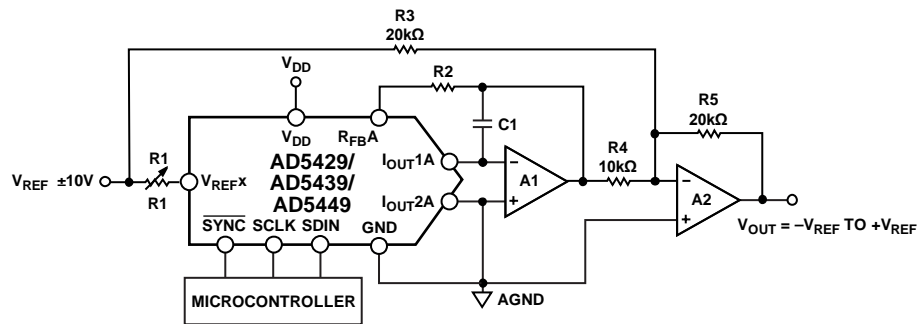 R3
20kΩ
VDD
R2
R5
20kΩ
VDD
RFBA
C1
R4
10kΩ
R1
AD5429/
AD5439/
AD5449
IOUT1A
–
A1
VREF ±10V
VREFx
R1
IOUT2A
+
–
A2
+
SYNC SCLK SDIN
GND
VOUT = –VREF TO +VREF
MICROCONTROLLER
AGND